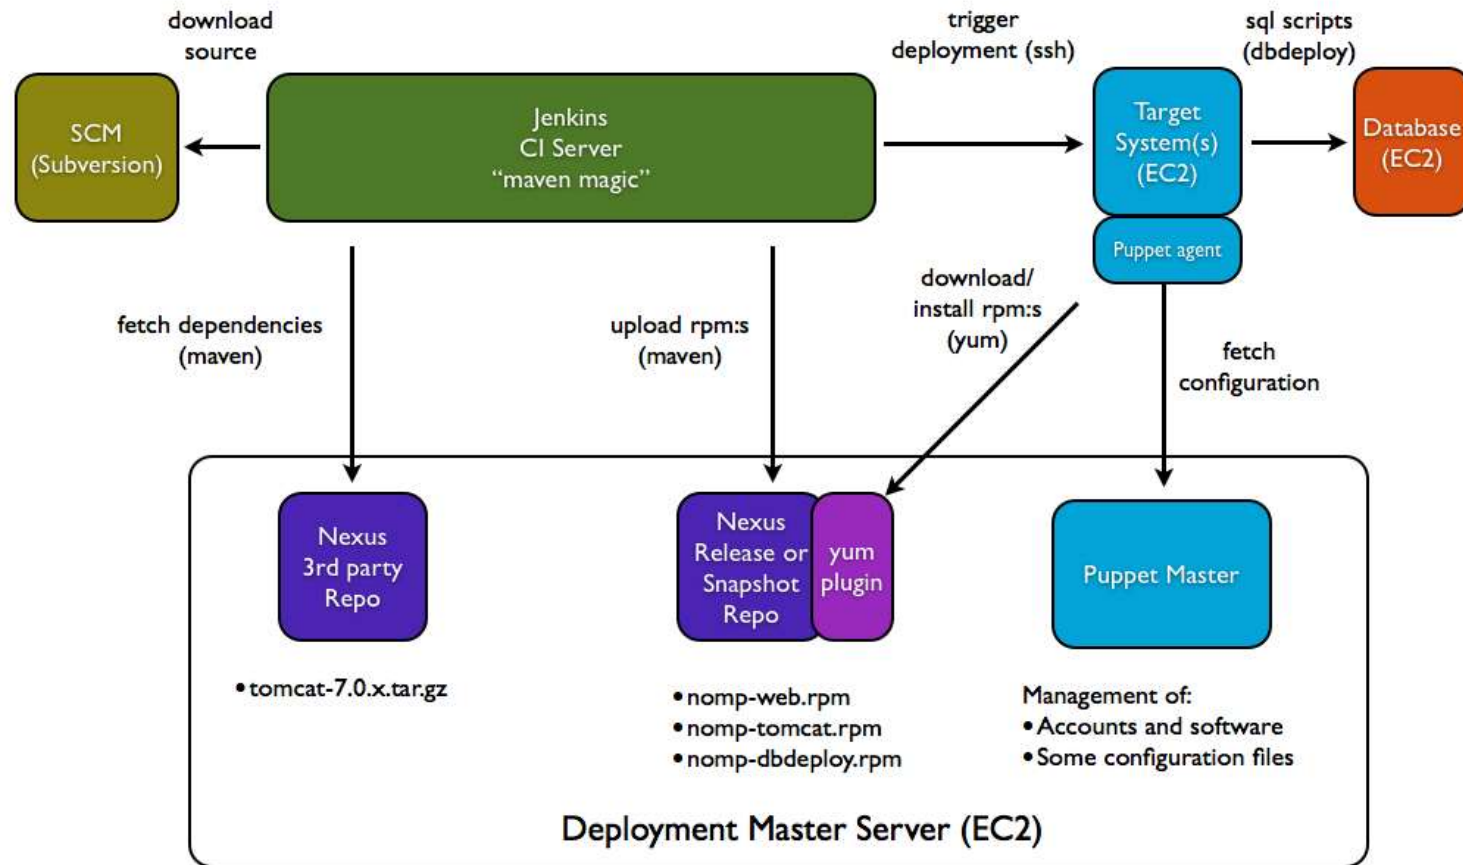 download
source
trigger
deployment (ssh)
sql scripts
(dbdeploy)
SCM
(Subversion)
Jenkins
CI Server
“maven magic”
Target
System(s)
(EC2)
Database
(EC2)
Puppet agent
fetch dependencies
(maven)
upload rpm:s
(maven)
download/
install rpm:s
(yum)
fetch
configuration
Nexus
3rd party
Repo
Nexus
Release or
Snapshot
Repo
yum
plugin
Puppet Master
•tomcat-7.0.x.tar.gz
•nomp-web.rpm
•nomp-tomcat.rpm
•nomp-dbdeploy.rpm
Management of:
•Accounts and software
•Some configuration files
Deployment Master Server (EC2)